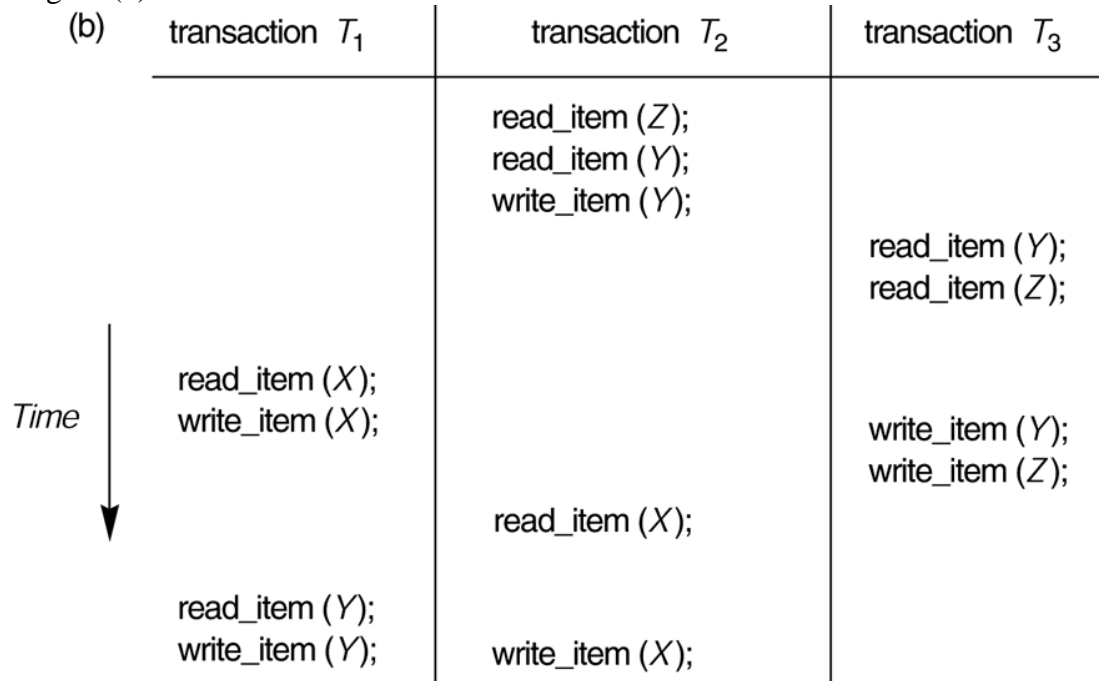 (b) transaction T1 transaction T2 transaction T3
read_item (Z);
read_item (Y);
write_item (Y);
read_item (Y);
read_item (Z);
read_item (X);
Time write_item (X);
write_item (Y);
write_item (Z);
read_item (X);
read_item (Y);
write_item (Y); write_item (X);